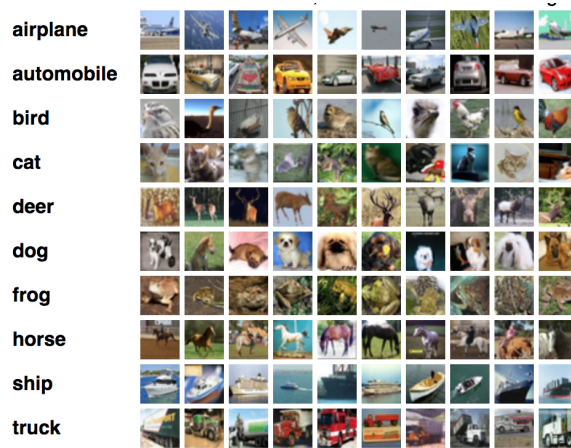 airplane
automobile
bird
cat
deer
dog
frog
horse
ship
truck